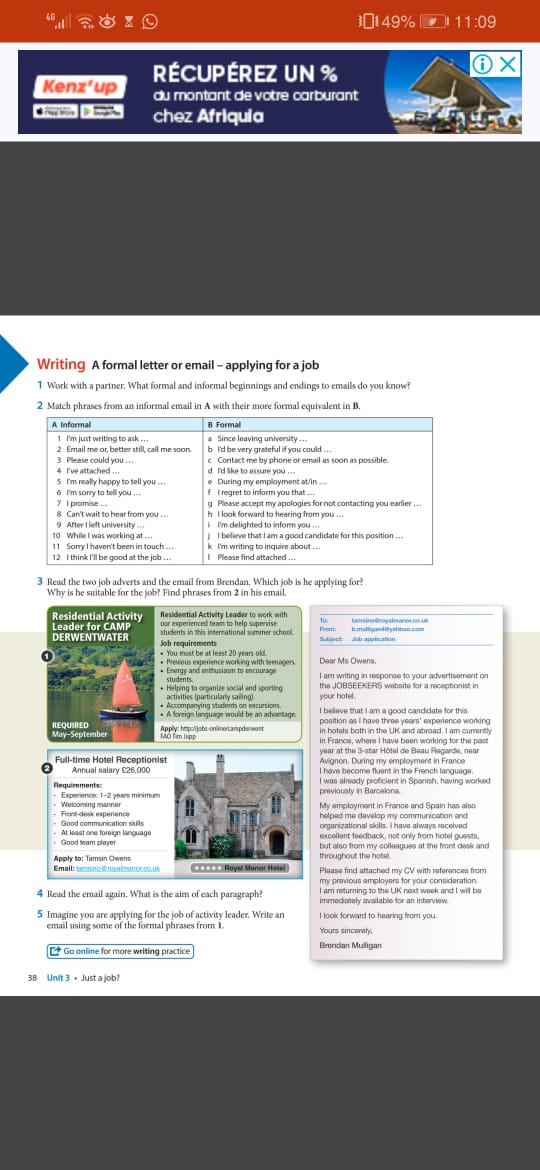 4G
49%
11:09
Kenz'up
RÉCUPÉREZ UN %
du montant de votre carburant
chez Afriquia
Writing A formal letter or email – applying for a job
1 Work with a partner. What formal and informal beginnings and endings to emails do you know?
2 Match phrases from an informal email in A with their more formal equivalent in B.
A Informal
1 I'm just writing to ask …
2 Email me or, better still, call me soon.
3 Please could you …
4 I've attached …
5 I'm really happy to tell you …
6 I'm sorry to tell you …
7 I promise …
8 Can't wait to hear from you …
9 After I left university …
10 While I was working at …
11 Sorry I haven't been in touch …
12 I think I'll be good at the job …
B Formal
a Since leaving university …
b I'd be very grateful if you could …
c Contact me by phone or email as soon as possible.
d I'd like to assure you …
e During my employment at/in …
f I regret to inform you that …
g Please accept my apologies for not contacting you earlier …
h I look forward to hearing from you …
i I'm delighted to inform you …
j I believe that I am a good candidate for this position …
k I'm writing to inquire about …
l Please find attached …
3 Read the two job adverts and the email from Brendan. Which job is he applying for?
Why is he suitable for the job? Find phrases from 2 in his email.
Residential Activity
Leader for CAMP
DERWENTWATER
1
REQUIRED
May–September
Residential Activity Leader to work with
our experienced team to help supervise
students in this international summer school.
Job requirements
• You must be at least 20 years old.
• Previous experience working with teenagers.
• Energy and enthusiasm to encourage
students.
• Helping to organize social and sporting
activities (particularly sailing).
• Accompanying students on excursions.
• A foreign language would be an advantage.
Apply: http://jobs-online/campderwent
FAO Tim Jupp
2
Full-time Hotel Receptionist
Annual salary £26,000
Requirements:
- Experience: 1–2 years minimum
- Welcoming manner
- Front-desk experience
- Good communication skills
- At least one foreign language
- Good team player
Apply to: Tamsin Owens
Email: tamsino@royalmanor.co.uk
★★★★★ Royal Manor Hotel
To: tamsino@royalmanor.co.uk
From: b.mulligan4@yahboo.com
Subject: Job application
Dear Ms Owens,
I am writing in response to your advertisement on
the JOBSEEKERS website for a receptionist in
your hotel.
I believe that I am a good candidate for this
position as I have three years' experience working
in hotels both in the UK and abroad. I am currently
in France, where I have been working for the past
year at the 3-star Hôtel de Beau Regarde, near
Avignon. During my employment in France
I have become fluent in the French language.
I was already proficient in Spanish, having worked
previously in Barcelona.
My employment in France and Spain has also
helped me develop my communication and
organizational skills. I have always received
excellent feedback, not only from hotel guests,
but also from my colleagues at the front desk and
throughout the hotel.
Please find attached my CV with references from
my previous employers for your consideration.
I am returning to the UK next week and I will be
immediately available for an interview.
I look forward to hearing from you.
Yours sincerely,
Brendan Mulligan
4 Read the email again. What is the aim of each paragraph?
5 Imagine you are applying for the job of activity leader. Write an
email using some of the formal phrases from 1.
Go online for more writing practice
38 Unit 3 • Just a job?